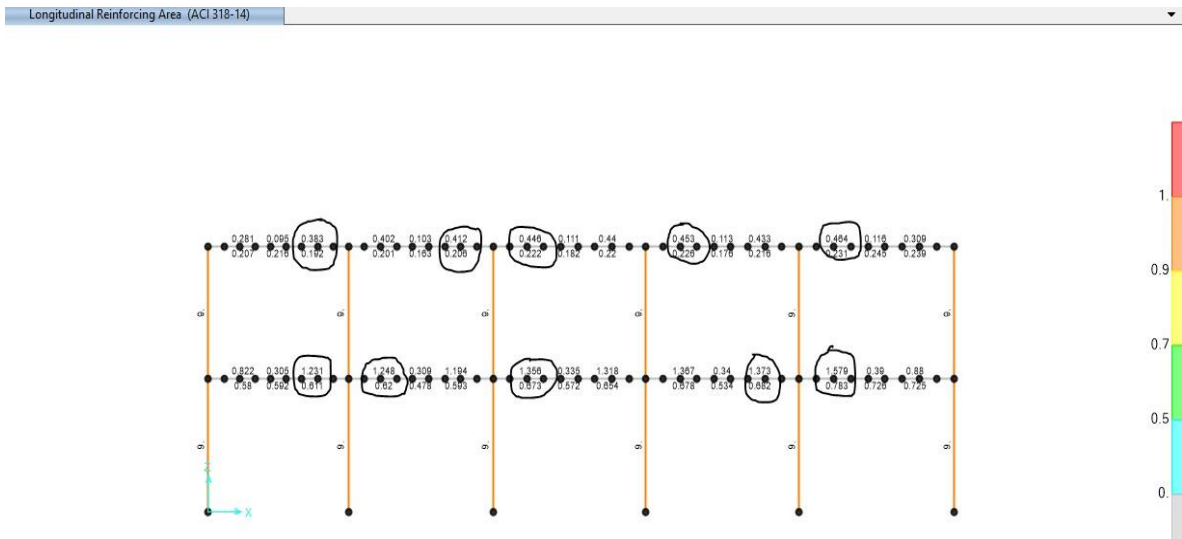 Longitudinal Reinforcing Area (ACI 318-14)
0.281 0.095 0.383 0.402 0.103 0.412 0.446 0.111 0.44 0.453 0.113 0.433 0.464 0.116 0.309
0.207 0.216 0.192 0.201 0.163 0.206 0.222 0.182 0.22 0.226 0.176 0.216 0.231 0.245 0.239
9. 9. 9. 9. 9. 9.
0.822 0.305 1.231 1.248 0.309 1.194 1.356 0.335 1.318 1.367 0.34 1.373 1.579 0.39 0.88
0.58 0.592 0.611 0.62 0.478 0.593 0.673 0.572 0.654 0.678 0.534 0.682 0.783 0.726 0.725
9. 9. 9. 9. 9. 9.
Z
X
1.
0.9
0.7
0.5
0.